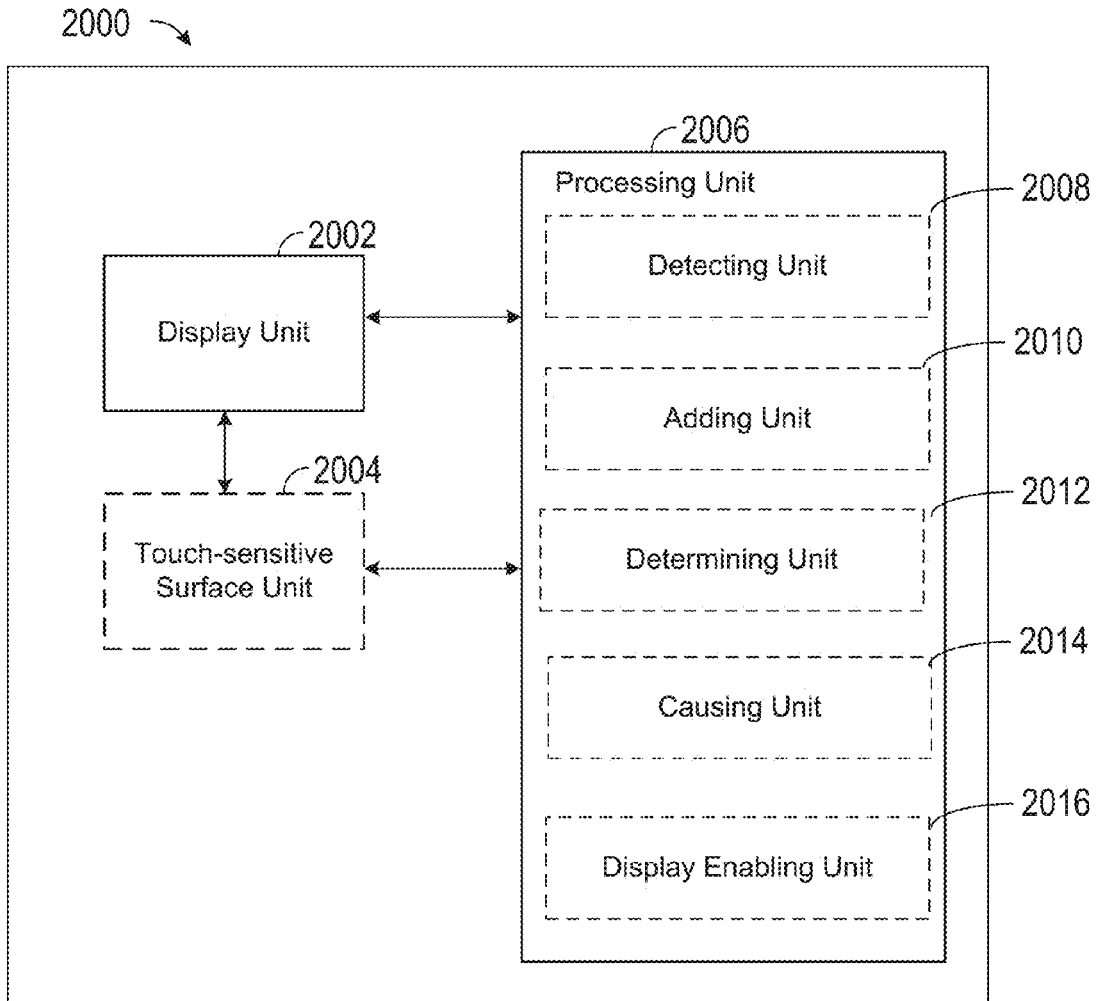 2000
2006
Processing Unit
2008
Detecting Unit
2002
Display Unit
2010
Adding Unit
2004
Touch-sensitive
Surface Unit
2012
Determining Unit
2014
Causing Unit
2016
Display Enabling Unit